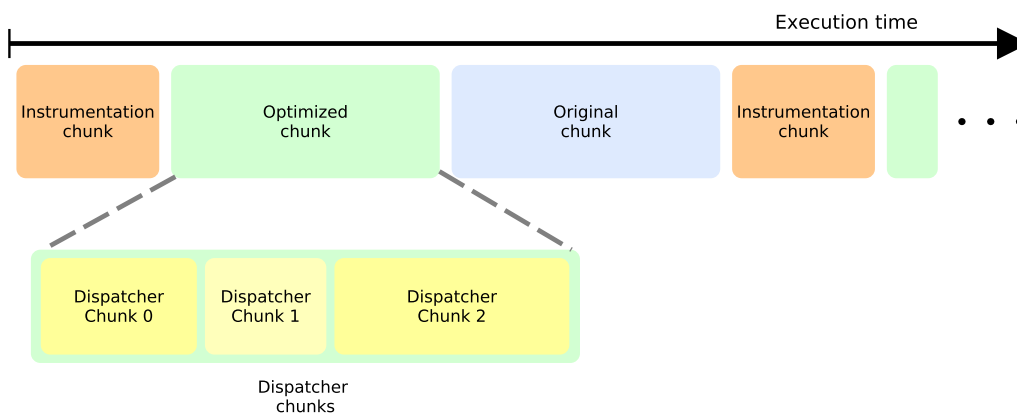 Execution time
Instrumentation
chunk
Optimized
chunk
Original
chunk
Instrumentation
chunk
Dispatcher
Chunk 0
Dispatcher
Chunk 1
Dispatcher
Chunk 2
Dispatcher
chunks